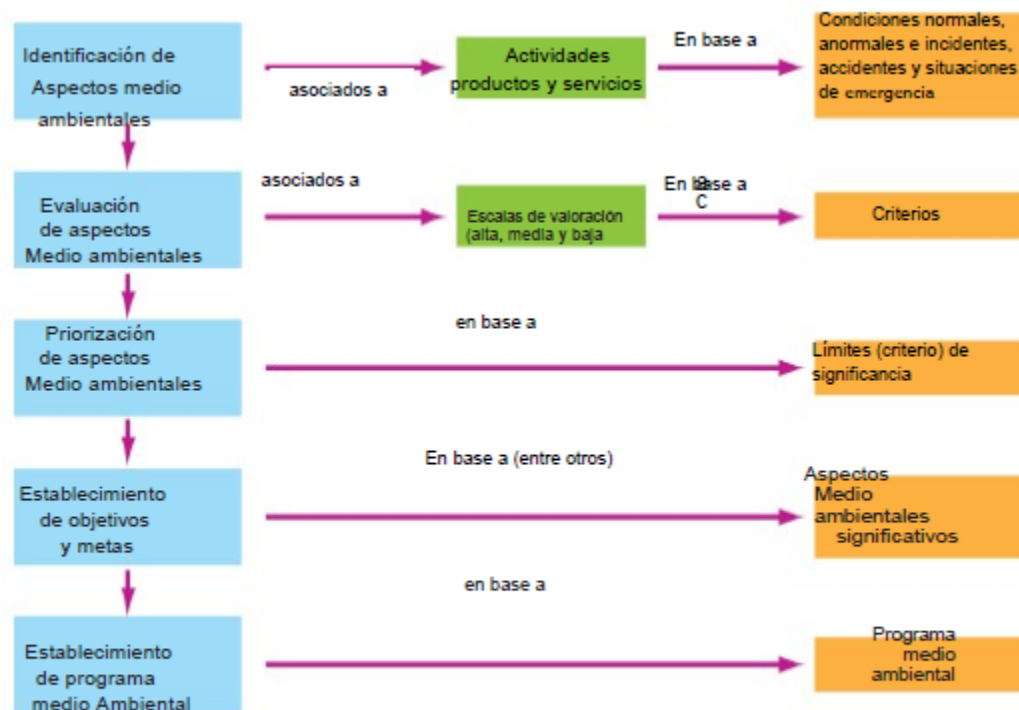 Identificación de
Aspectos medio
ambientales
asociados a
Actividades
productos y servicios
En base a
Condiciones normales,
anormales e incidentes,
accidentes y situaciones
de emergencia
Evaluación
de aspectos
Medio ambientales
asociados a
Escalas de valoración
(alta, media y baja
En base a
C
Criterios
Priorización
de aspectos
Medio ambientales
en base a
Límites (criterio) de
significancia
Establecimiento
de objetivos
y metas
En base a (entre otros)
Aspectos
Medio
ambientales
significativos
Establecimiento
de programa
medio Ambiental
en base a
Programa
medio
ambiental